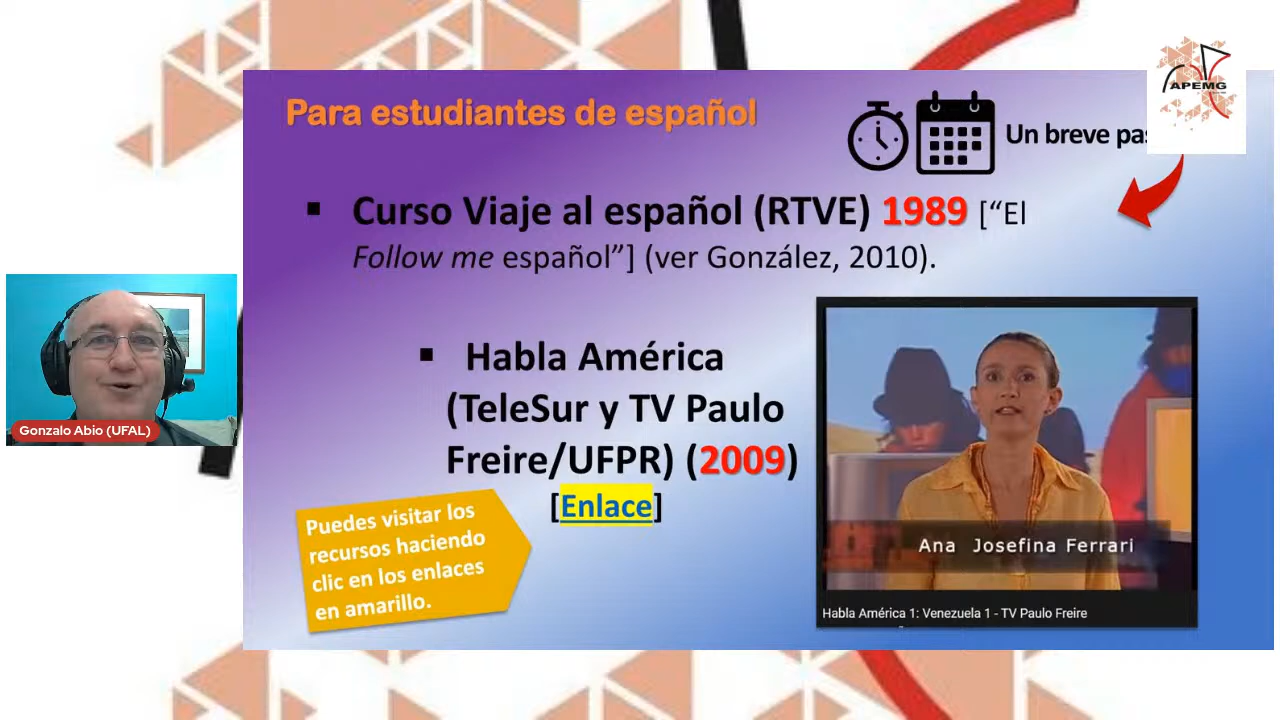 Para estudiantes de español
Un breve
APEMG
▪ Curso Viaje al español (RTVE) 1989 [“El
Follow me español”] (ver González, 2010).
▪ Habla América
(TeleSur y TV Paulo
Freire/UFPR) (2009)
[Enlace]
Puedes visitar los
recursos haciendo
clic en los enlaces
en amarillo.
Ana Josefina Ferrari
Habla América 1: Venezuela 1 - TV Paulo Freire
Gonzalo Abio (UFAL)